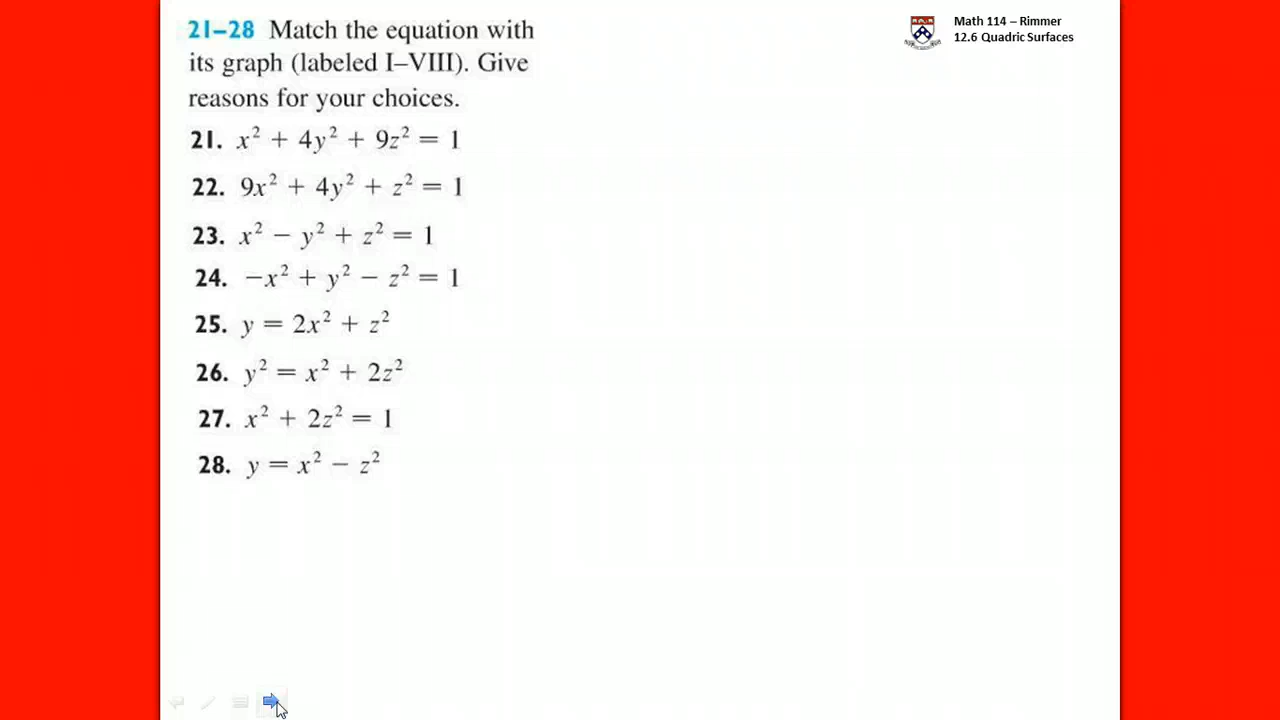 21–28 Match the equation with
its graph (labeled I–VIII). Give
reasons for your choices.
21. x² + 4y² + 9z² = 1
22. 9x² + 4y² + z² = 1
23. x² − y² + z² = 1
24. −x² + y² − z² = 1
25. y = 2x² + z²
26. y² = x² + 2z²
27. x² + 2z² = 1
28. y = x² − z²
Math 114 – Rimmer
12.6 Quadric Surfaces